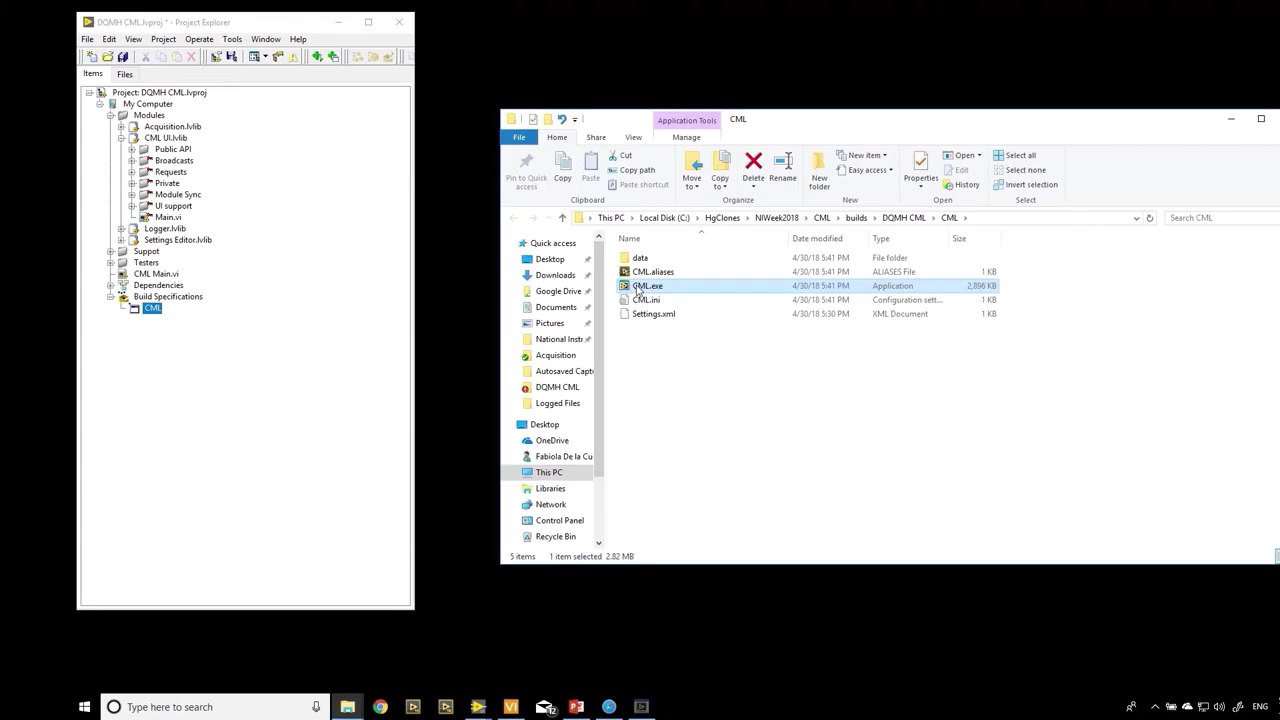 DQMH CML.lvproj * - Project Explorer
File Edit View Project Operate Tools Window Help
Items Files
Project: DQMH CML.lvproj
My Computer
Modules
Acquisition.lvlib
CML UI.lvlib
Public API
Broadcasts
Requests
Private
Module Sync
UI support
Main.vi
Logger.lvlib
Settings Editor.lvlib
Suppot
Testers
CML Main.vi
Dependencies
Build Specifications
CML
Application Tools CML
File Home Share View Manage
Pin to Quick access
Copy
Paste
Cut
Copy path
Paste shortcut
Clipboard
Move to
Copy to
Delete
Rename
Organize
New folder
New item
Easy access
New
Properties
Open
Edit
History
Open
Select all
Select none
Invert selection
Select
This PC Local Disk (C:) HgClones NIWeek2018 CML builds DQMH CML CML
Search CML
Name Date modified Type Size
data 4/30/18 5:41 PM File folder
CML.aliases 4/30/18 5:41 PM ALIASES File 1 KB
CML.exe 4/30/18 5:41 PM Application 2,896 KB
CML.ini 4/30/18 5:41 PM Configuration sett... 1 KB
Settings.xml 4/30/18 5:30 PM XML Document 1 KB
Quick access
Desktop
Downloads
Google Drive
Documents
Pictures
National Instr
Acquisition
Autosaved Capt
DQMH CML
Logged Files
Desktop
OneDrive
Fabiola De la Cu
This PC
Libraries
Network
Control Panel
Recycle Bin
5 items 1 item selected 2.82 MB
Type here to search
ENG